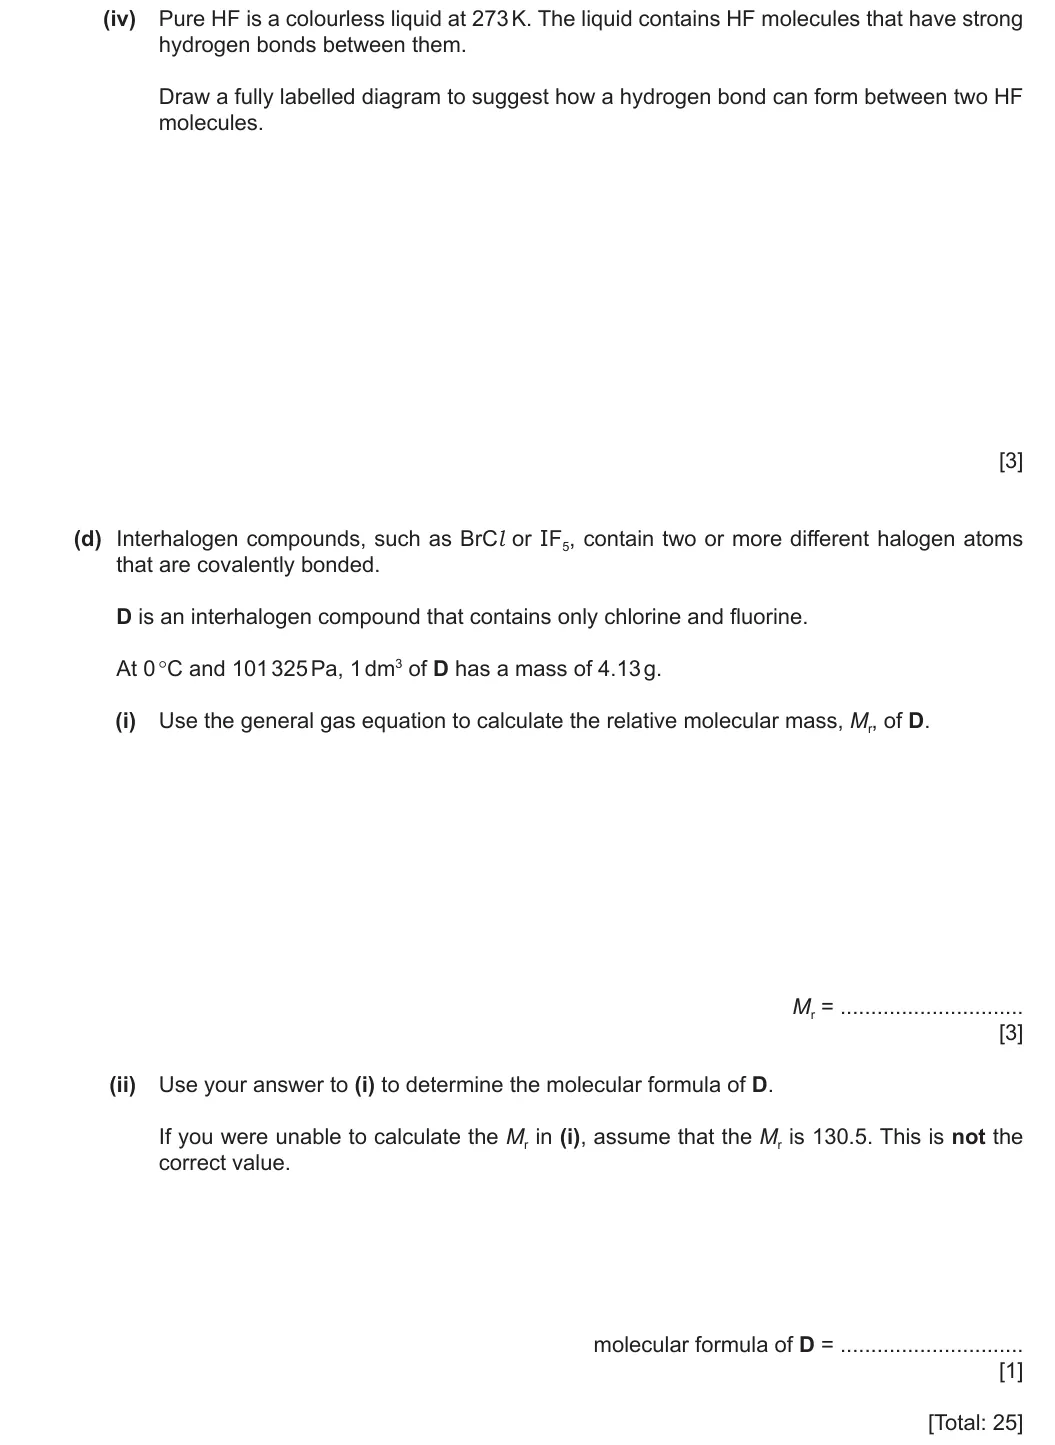 (iv) Pure HF is a colourless liquid at 273 K. The liquid contains HF molecules that have strong
hydrogen bonds between them.
Draw a fully labelled diagram to suggest how a hydrogen bond can form between two HF
molecules.
[3]
(d) Interhalogen compounds, such as BrCl or IF₅, contain two or more different halogen atoms
that are covalently bonded.
D is an interhalogen compound that contains only chlorine and fluorine.
At 0 °C and 101 325 Pa, 1 dm³ of D has a mass of 4.13 g.
(i) Use the general gas equation to calculate the relative molecular mass, Mᵣ, of D.
Mᵣ = ..............................
[3]
(ii) Use your answer to (i) to determine the molecular formula of D.
If you were unable to calculate the Mᵣ in (i), assume that the Mᵣ is 130.5. This is not the
correct value.
molecular formula of D = ..............................
[1]
[Total: 25]